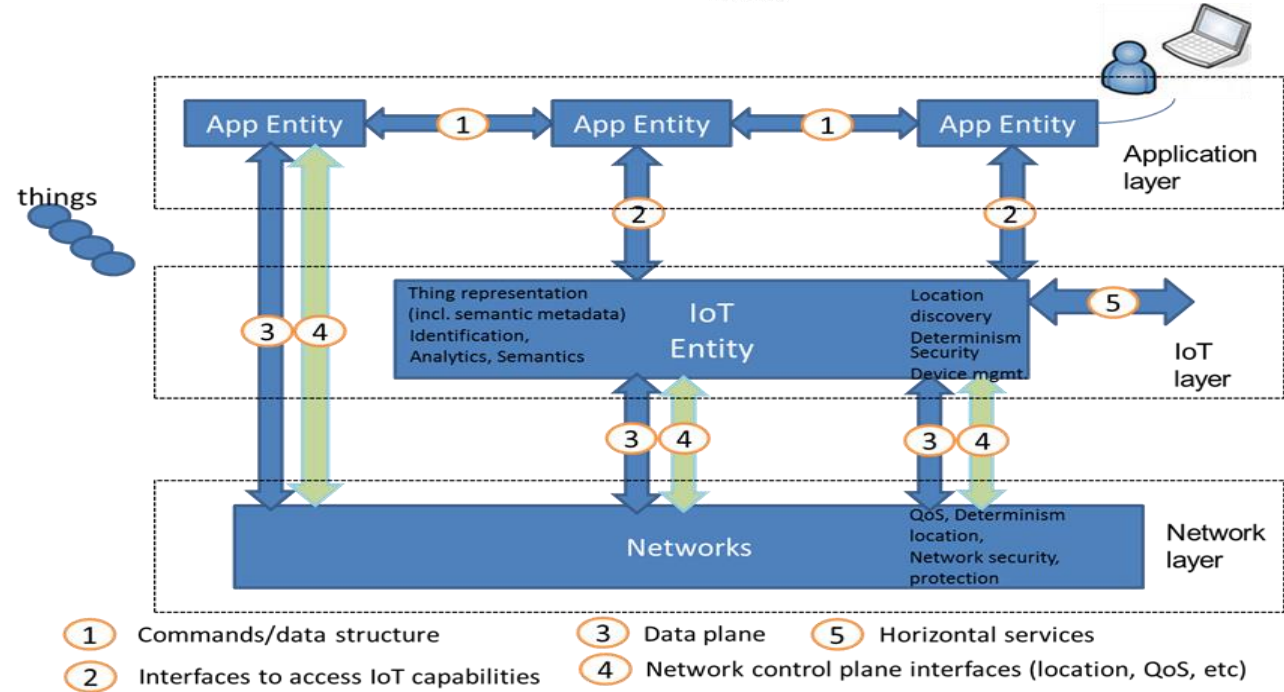 App Entity
1
App Entity
1
App Entity
Application
layer
things
2
2
Thing representation
(incl. semantic metadata)
Identification,
Analytics, Semantics
IoT
Entity
Location
discovery
Determinism
Security
Device mgmt.
5
IoT
layer
3
4
3
4
3
4
Networks
QoS, Determinism
location,
Network security,
protection
Network
layer
1 Commands/data structure
3 Data plane
5 Horizontal services
2 Interfaces to access IoT capabilities
4 Network control plane interfaces (location, QoS, etc)